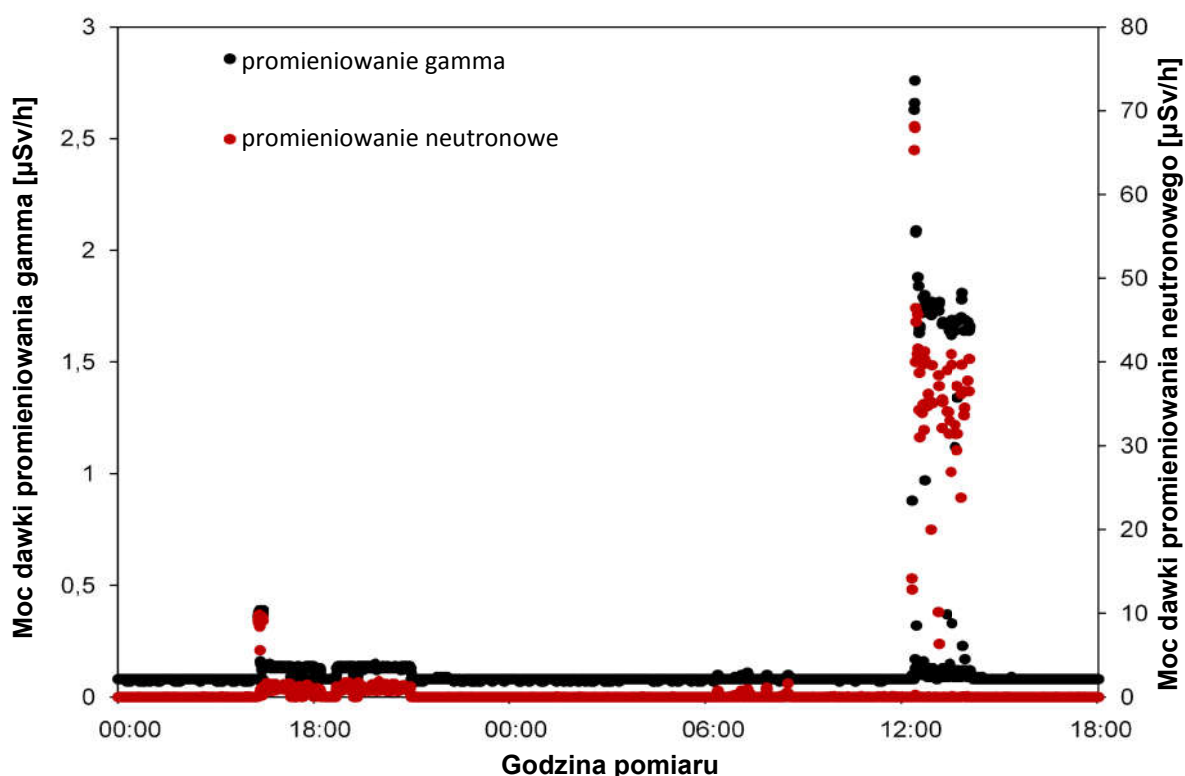 promieniowanie gamma
promieniowanie neutronowe
Moc dawki promieniowania gamma [µSv/h]
3
2,5
2
1,5
1
0,5
0
80
70
60
50
40
30
20
10
0
Moc dawki promieniowania neutronowego [µSv/h]
00:00 18:00 00:00 06:00 12:00 18:00
Godzina pomiaru